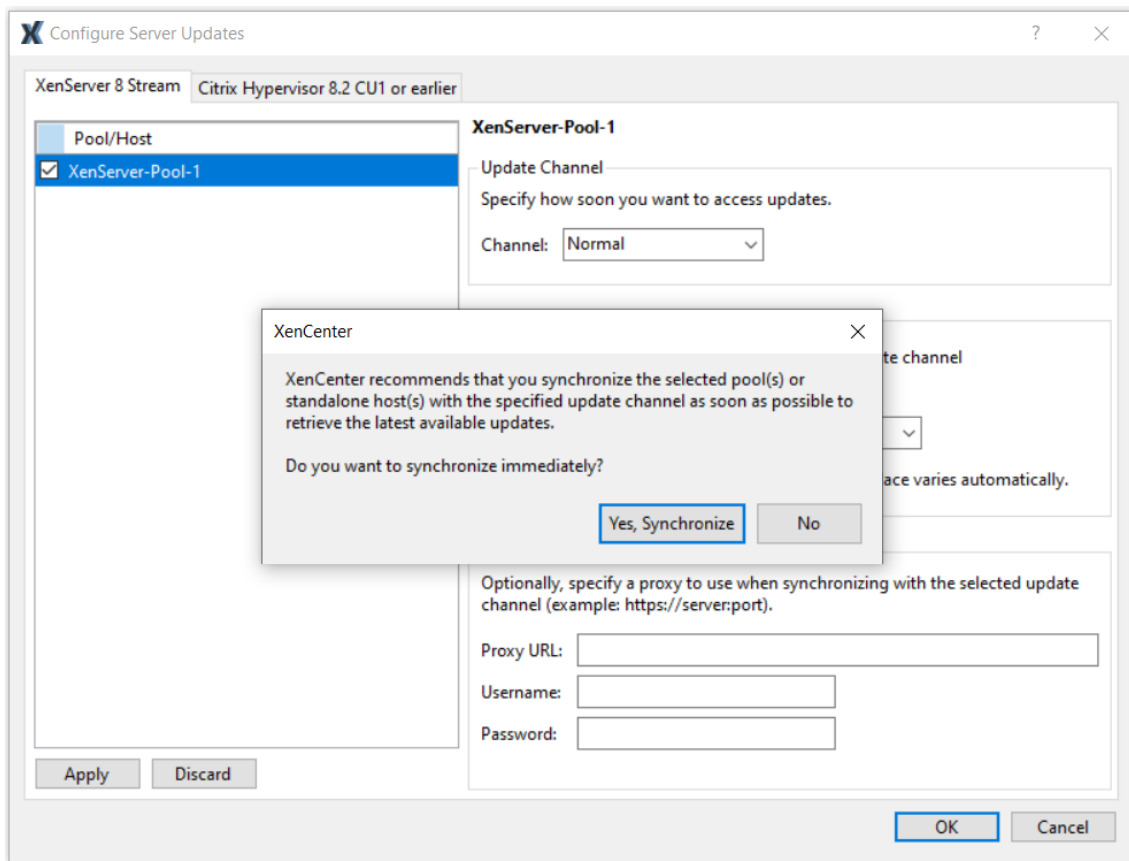 Configure Server Updates
?
XenServer 8 Stream
Citrix Hypervisor 8.2 CU1 or earlier
Pool/Host
XenServer-Pool-1
XenServer-Pool-1
Update Channel
Specify how soon you want to access updates.
Channel: Normal
XenCenter
XenCenter recommends that you synchronize the selected pool(s) or
standalone host(s) with the specified update channel as soon as possible to
retrieve the latest available updates.
Do you want to synchronize immediately?
Yes, Synchronize
No
channel
varies automatically.
Optionally, specify a proxy to use when synchronizing with the selected update
channel (example: https://server:port).
Proxy URL:
Username:
Password:
Apply
Discard
OK
Cancel